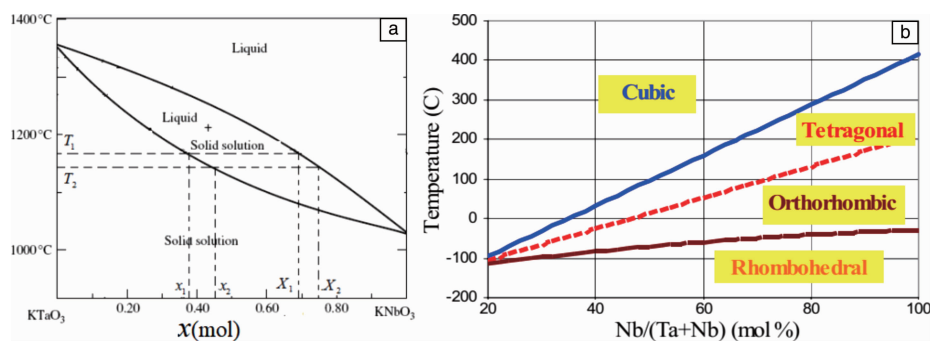 a
1400°C
Liquid
Liquid
+
Solid solution
1200°C
T₁
T₂
Solid solution
1000°C
x₁
x₂
X₁
X₂
KTaO₃
0.20
0.40
0.60
0.80
KNbO₃
x(mol)
b
Temperature (C)
500
400
300
200
100
0
-100
-200
Cubic
Tetragonal
Orthorhombic
Rhombohedral
20
40
60
80
100
Nb/(Ta+Nb) (mol %)